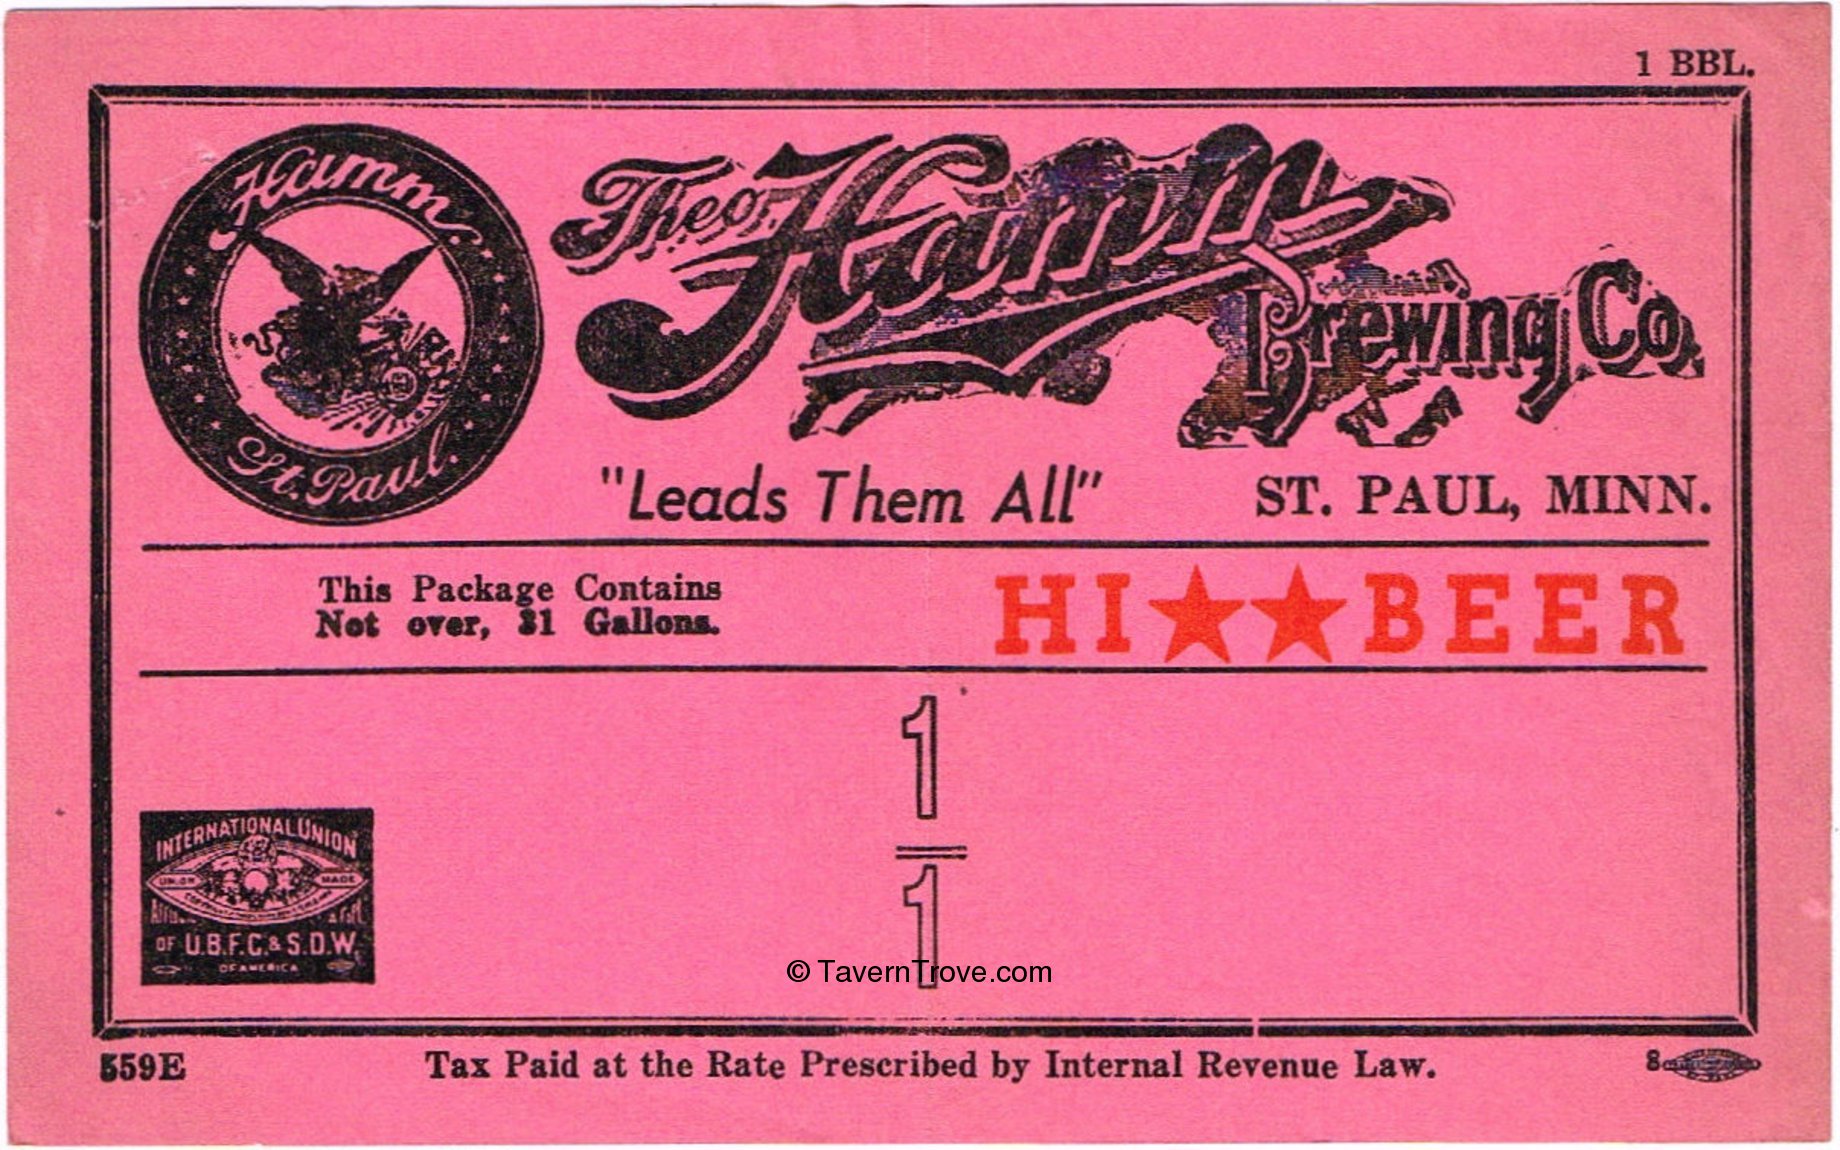 1 BBL.
Hamm.
St. Paul.
Theo. Hamm
Brewing Co.
"Leads Them All"
ST. PAUL, MINN.
This Package Contains
Not over, 31 Gallons.
HI★★BEER
1
1
INTERNATIONAL UNION
UNION MADE
OF U.B.F.C. & S.D.W.
OF AMERICA
© TavernTrove.com
559E
Tax Paid at the Rate Prescribed by Internal Revenue Law.
8